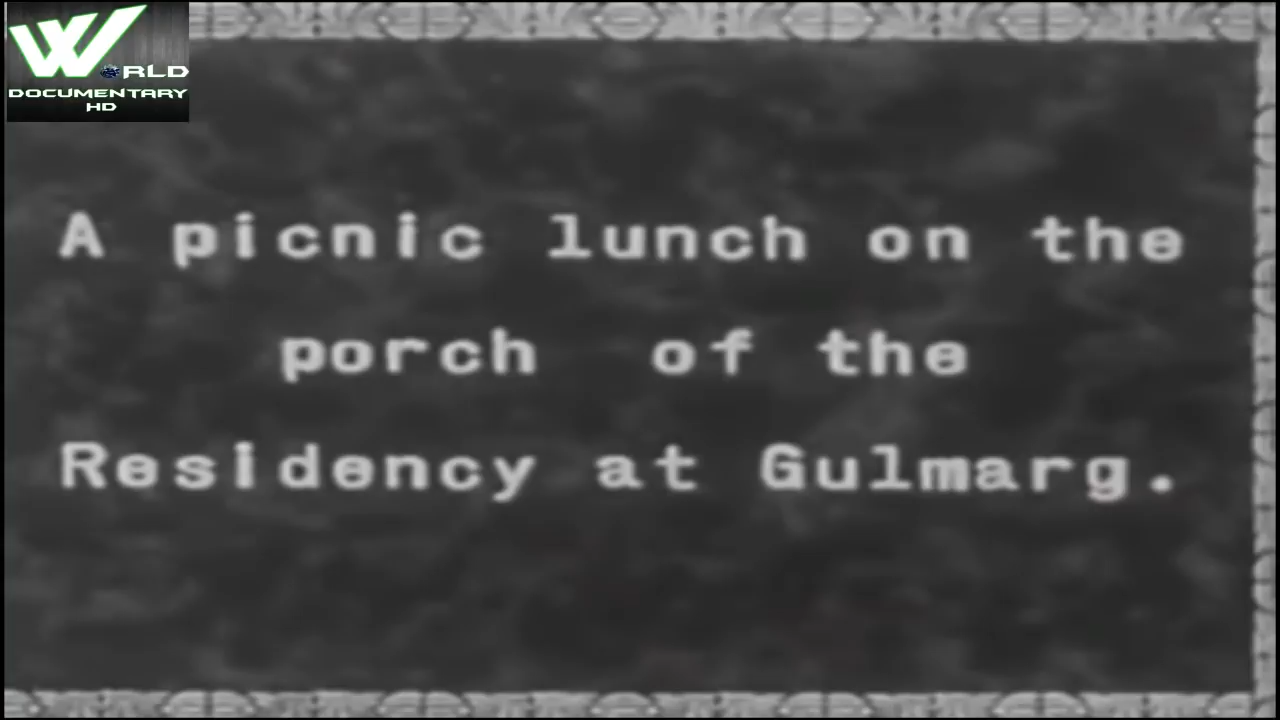 WORLD
DOCUMENTARY
HD
A picnic lunch on the
porch of the
Residency at Gulmarg.